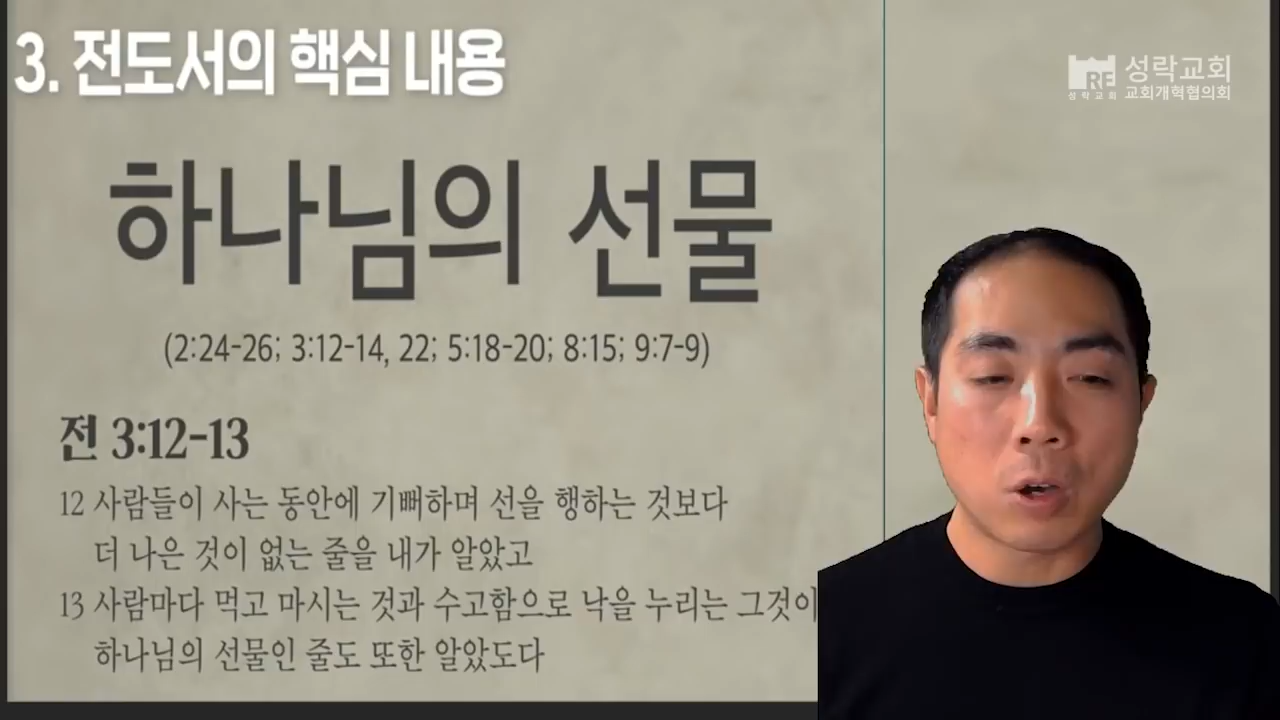 3. 전도서의 핵심 내용
RE
성락교회
성락교회
교회개혁협의회
하나님의 선물
(2:24-26; 3:12-14, 22; 5:18-20; 8:15; 9:7-9)
전 3:12-13
12 사람들이 사는 동안에 기뻐하며 선을 행하는 것보다
더 나은 것이 없는 줄을 내가 알았고
13 사람마다 먹고 마시는 것과 수고함으로 낙을 누리는 그것이
하나님의 선물인 줄도 또한 알았도다